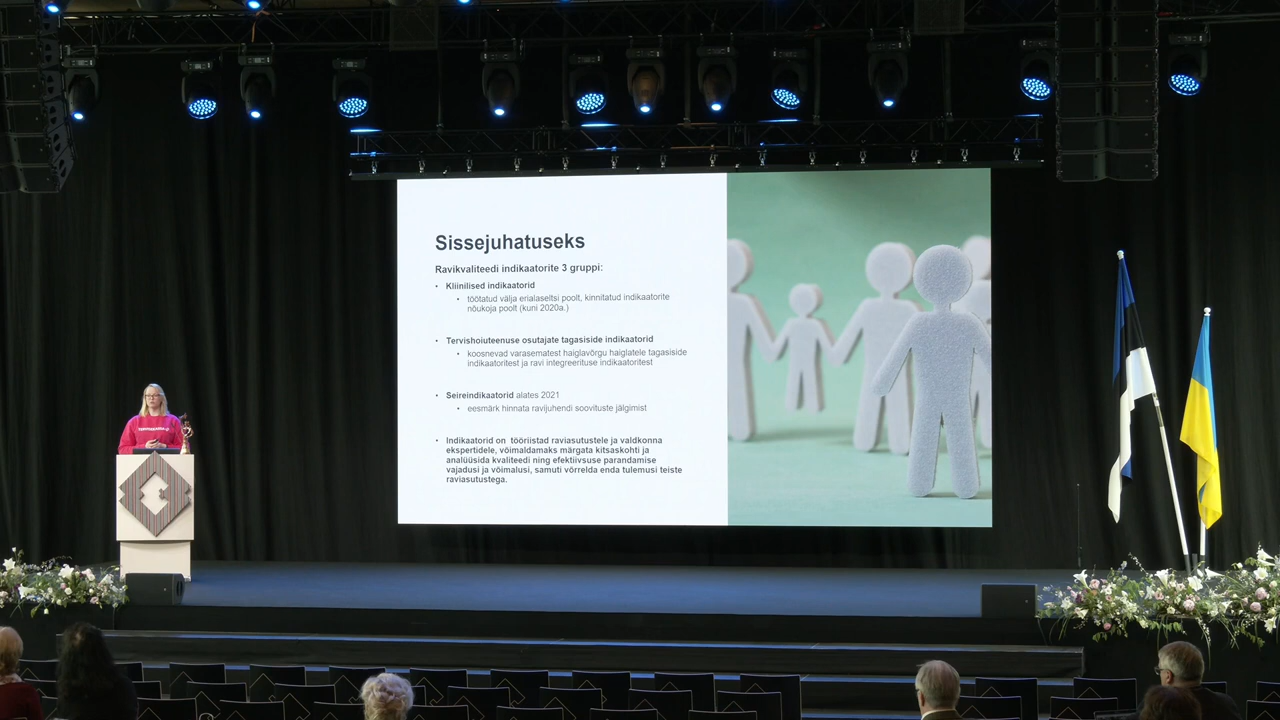 Sissejuhatuseks
Ravikvaliteedi indikaatorite 3 gruppi:
• Kliinilised indikaatorid
• töötatud välja erialaseltsi poolt, kinnitatud indikaatorite
nõukoja poolt (kuni 2020a.)
• Tervishoiuteenuse osutajate tagasiside indikaatorid
• koosnevad varasematest haiglavõrgu haiglatele tagasiside
indikaatoritest ja ravi integreerituse indikaatoritest
• Seireindikaatorid alates 2021
• eesmärk hinnata ravijuhendi soovituste jälgimist
• Indikaatorid on tööriistad raviasutustele ja valdkonna
ekspertidele, võimaldamaks märgata kitsaskohti ja
analüüsida kvaliteedi ning efektiivsuse parandamise
vajadusi ja võimalusi, samuti võrrelda enda tulemusi teiste
raviasutustega.